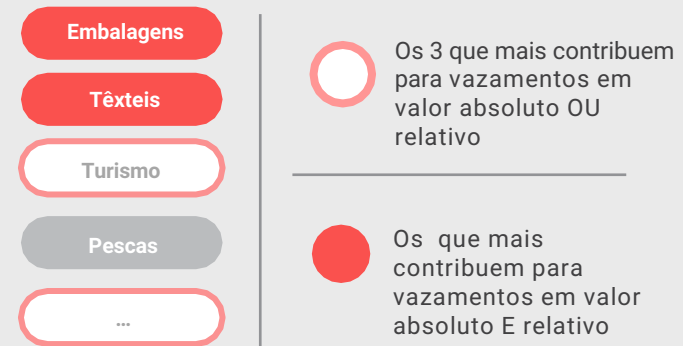 Embalagens
Têxteis
Turismo
Pescas
...
Os 3 que mais contribuem
para vazamentos em
valor absoluto OU
relativo
Os  que mais
contribuem para
vazamentos em valor
absoluto E relativo